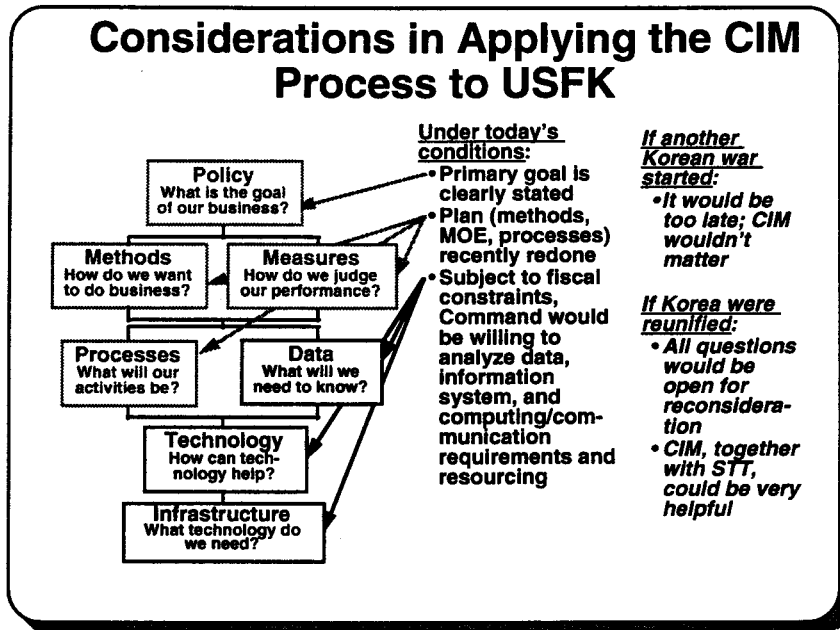 Considerations in Applying the CIM
Process to USFK
Policy
What is the goal
of our business?
Methods
How do we want
to do business?
Measures
How do we judge
our performance?
Processes
What will our
activities be?
Data
What will we
need to know?
Technology
How can tech-
nology help?
Infrastructure
What technology do
we need?
Under today's
conditions:
• Primary goal is
clearly stated
• Plan (methods,
MOE, processes)
recently redone
• Subject to fiscal
constraints,
Command would
be willing to
analyze data,
information
system, and
computing/com-
munication
requirements and
resourcing
If another
Korean war
started:
• It would be
too late; CIM
wouldn't
matter
If Korea were
reunified:
• All questions
would be
open for
reconsidera-
tion
• CIM, together
with STT,
could be very
helpful